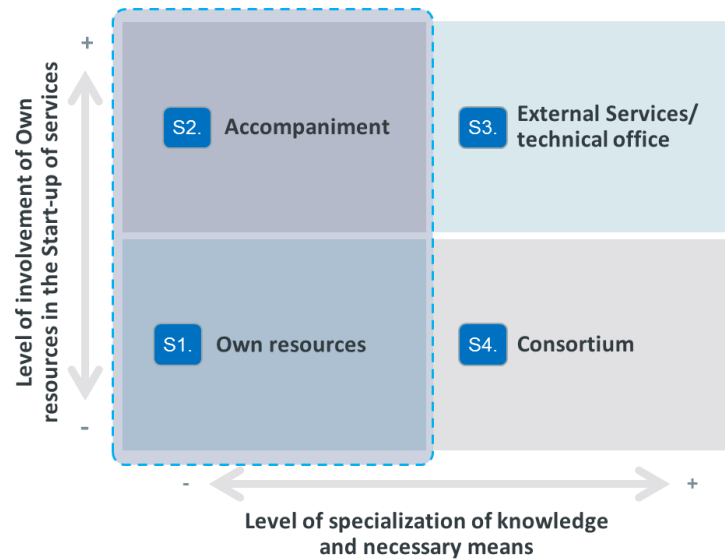 +
Level of involvement of Own
resources in the Start-up of services
-
S2. Accompaniment
S3. External Services/
technical office
S1. Own resources
S4. Consortium
- +
Level of specialization of knowledge
and necessary means